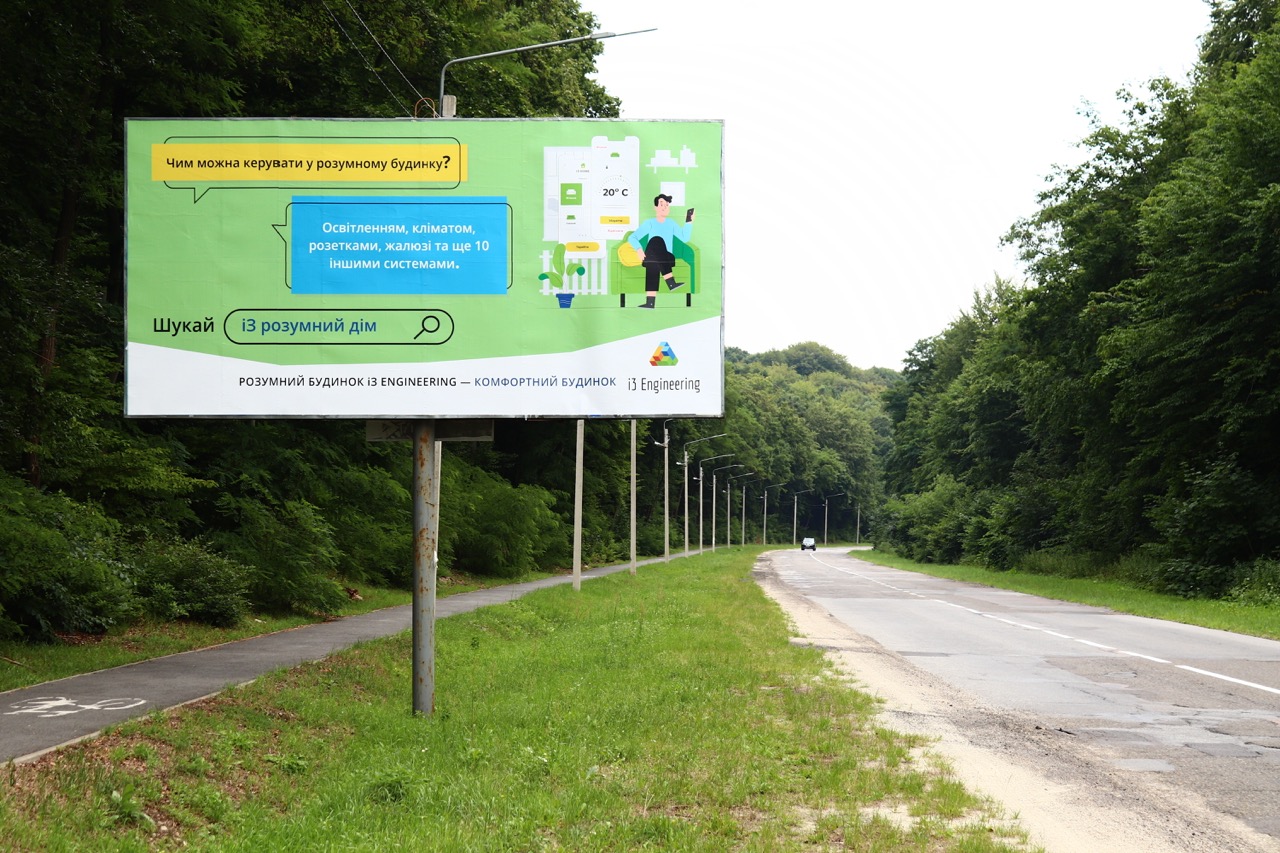 Чим можна керувати у розумному будинку?
Освітленням, кліматом,
розетками, жалюзі та ще 10
іншими системами.
20° C
Шукай
і3 розумний дім
РОЗУМНИЙ БУДИНОК і3 ENGINEERING — КОМФОРТНИЙ БУДИНОК
i3 Engineering